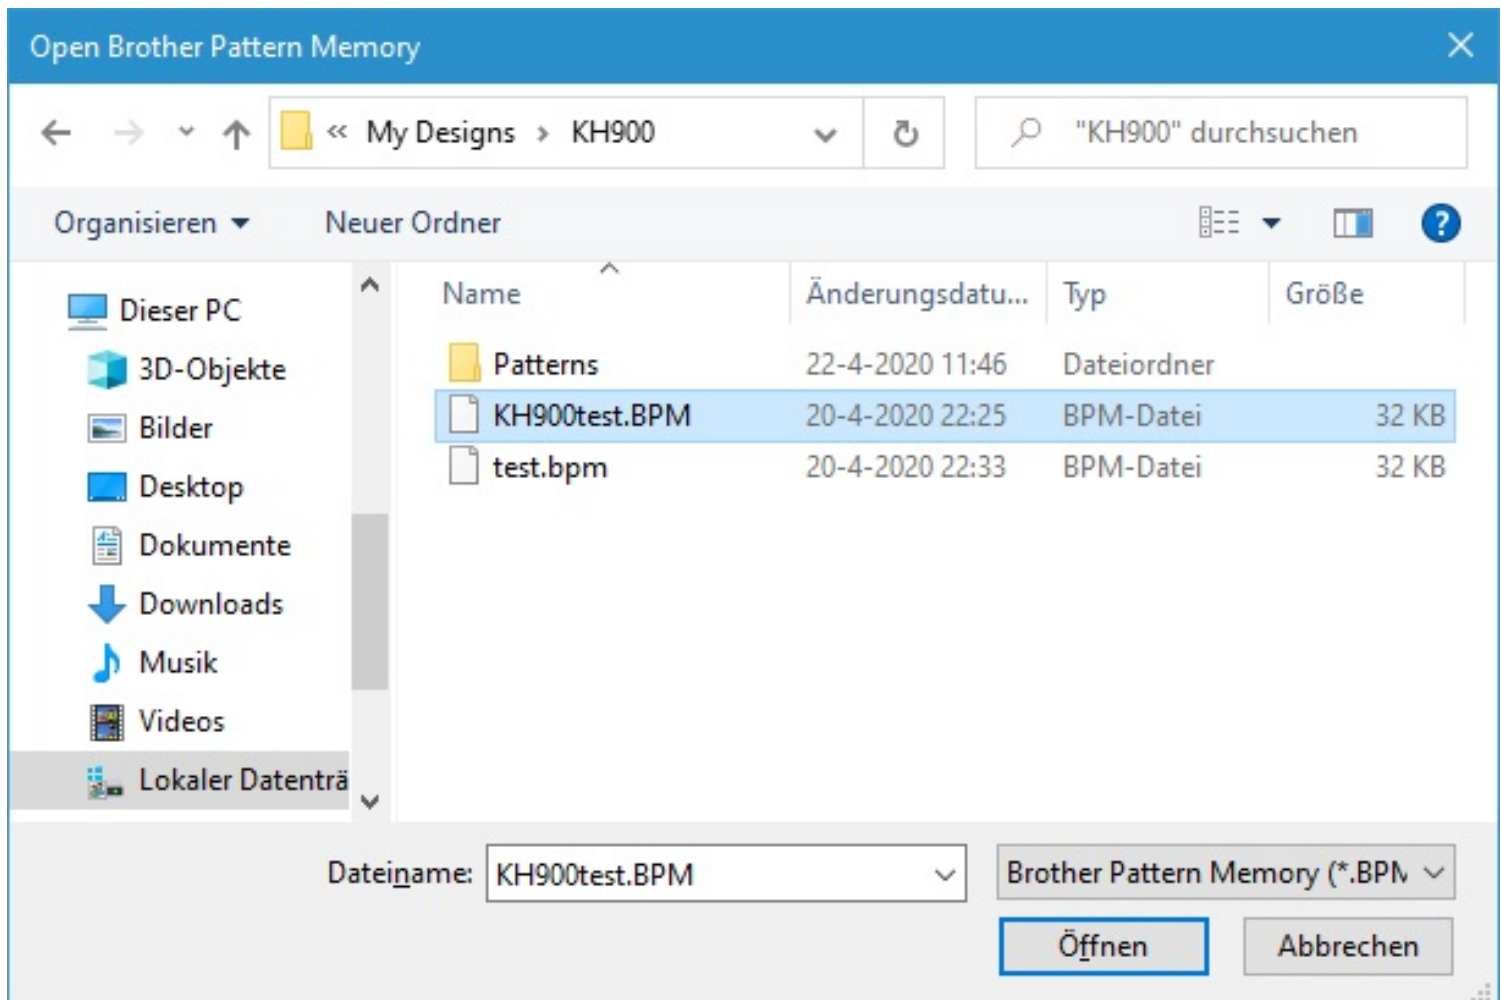 Open Brother Pattern Memory
« My Designs > KH900
"KH900" durchsuchen
Organisieren
Neuer Ordner
?
Dieser PC
3D-Objekte
Bilder
Desktop
Dokumente
Downloads
Musik
Videos
Lokaler Datenträ
Name Änderungsdatu... Typ Größe
Patterns 22-4-2020 11:46 Dateiordner
KH900test.BPM 20-4-2020 22:25 BPM-Datei 32 KB
test.bpm 20-4-2020 22:33 BPM-Datei 32 KB
Dateiname: KH900test.BPM
Brother Pattern Memory (*.BPM
Öffnen
Abbrechen